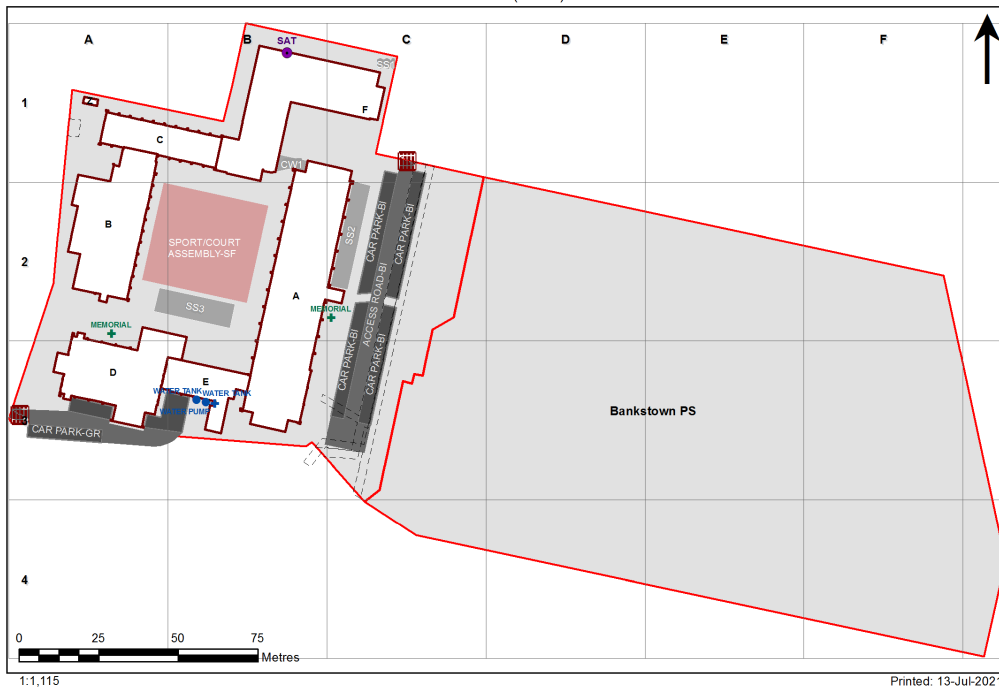 A B C D E F
SAT
SS1
1
Z
F
C
CW1
B
SPORT/COURT
ASSEMBLY-SF
SS2
CAR PARK-BI
CAR PARK-BI
2
A
ACCESS ROAD-BI
SS3
MEMORIAL
MEMORIAL
CAR PARK-BI
CAR PARK-BI
D
E
WATER TANK
WATER TANK
WATER PUMP
3
CAR PARK-GR
Bankstown PS
4
0 25 50 75
Metres
1:1,115
Printed: 13-Jul-2021